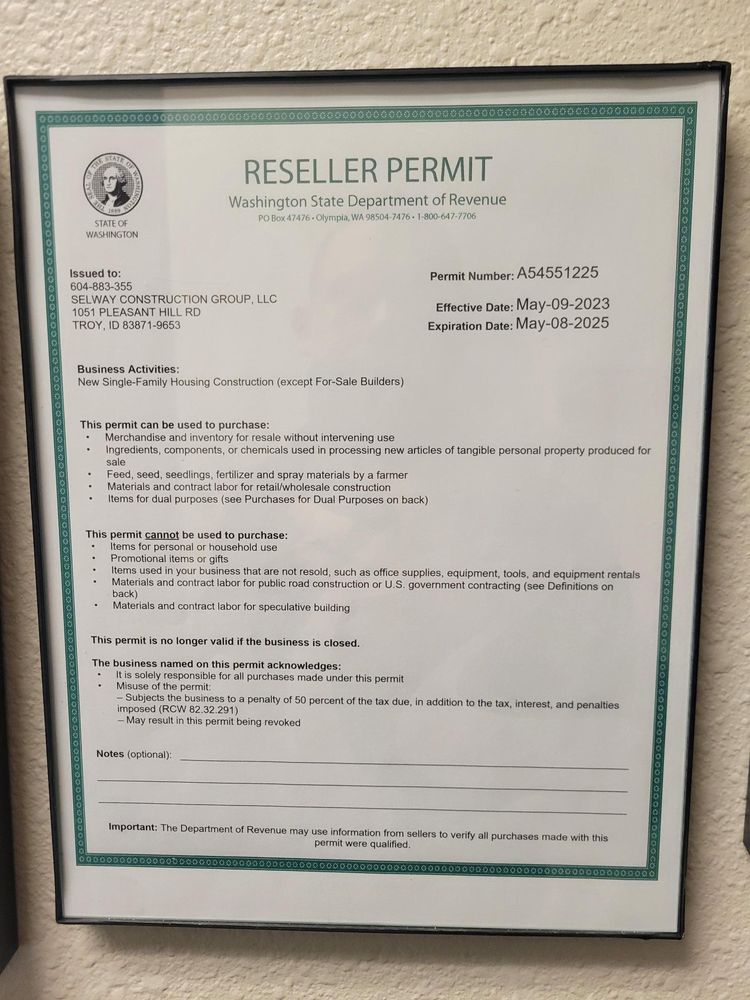 RESELLER PERMIT
Washington State Department of Revenue
PO Box 47476 • Olympia, WA 98504-7476 • 1-800-647-7706
THE SEAL OF THE STATE OF WASHINGTON
1889
STATE OF
WASHINGTON
Issued to:
604-883-355
SELWAY CONSTRUCTION GROUP, LLC
1051 PLEASANT HILL RD
TROY, ID 83871-9653
Permit Number: A54551225
Effective Date: May-09-2023
Expiration Date: May-08-2025
Business Activities:
New Single-Family Housing Construction (except For-Sale Builders)
This permit can be used to purchase:
• Merchandise and inventory for resale without intervening use
• Ingredients, components, or chemicals used in processing new articles of tangible personal property produced for
sale
• Feed, seed, seedlings, fertilizer and spray materials by a farmer
• Materials and contract labor for retail/wholesale construction
• Items for dual purposes (see Purchases for Dual Purposes on back)
This permit cannot be used to purchase:
• Items for personal or household use
• Promotional items or gifts
• Items used in your business that are not resold, such as office supplies, equipment, tools, and equipment rentals
• Materials and contract labor for public road construction or U.S. government contracting (see Definitions on
back)
• Materials and contract labor for speculative building
This permit is no longer valid if the business is closed.
The business named on this permit acknowledges:
• It is solely responsible for all purchases made under this permit
• Misuse of the permit:
– Subjects the business to a penalty of 50 percent of the tax due, in addition to the tax, interest, and penalties
imposed (RCW 82.32.291)
– May result in this permit being revoked
Notes (optional):
Important: The Department of Revenue may use information from sellers to verify all purchases made with this
permit were qualified.